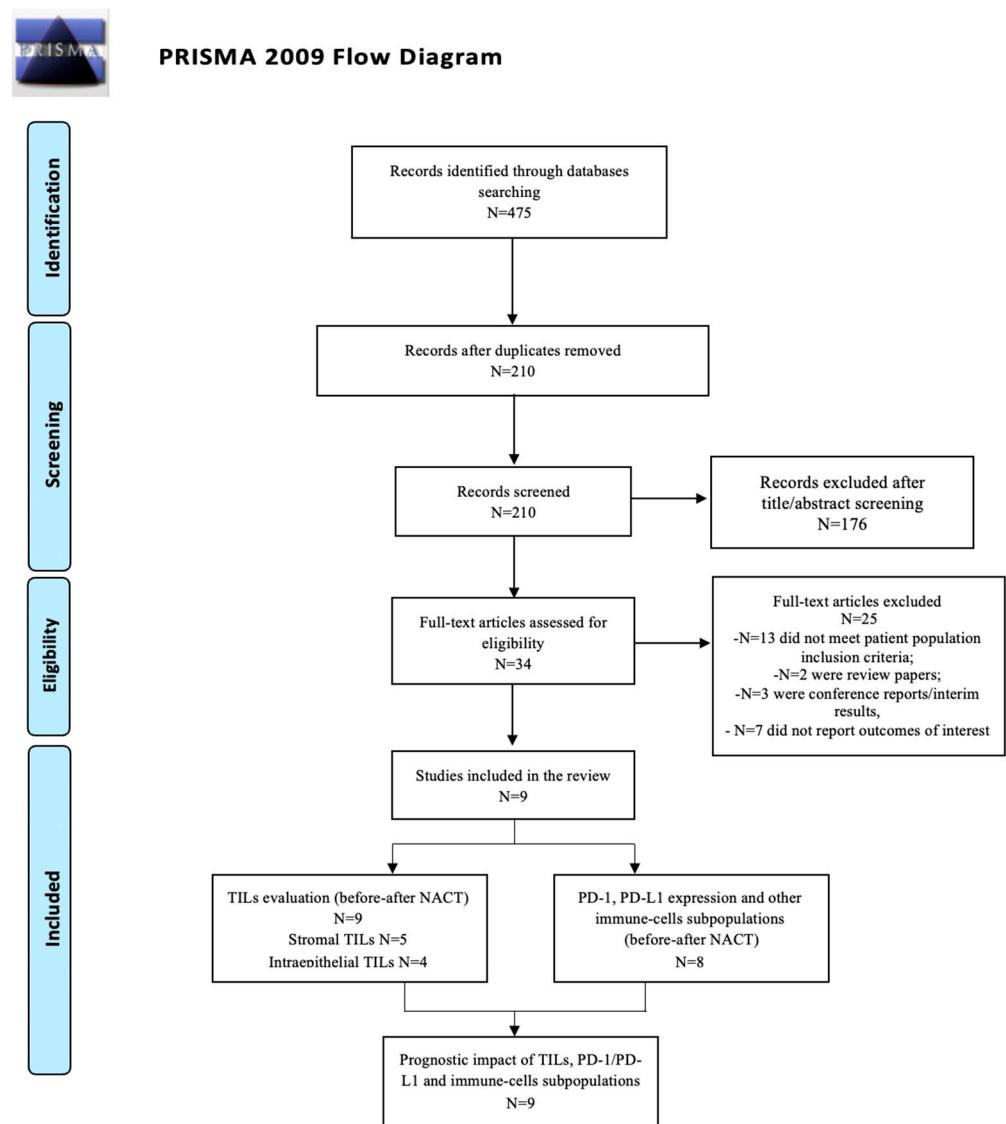 PRISMA
PRISMA 2009 Flow Diagram
Identification
Records identified through databases
searching
N=475
Screening
Records after duplicates removed
N=210
Records screened
N=210
Records excluded after
title/abstract screening
N=176
Eligibility
Full-text articles assessed for
eligibility
N=34
Full-text articles excluded
N=25
-N=13 did not meet patient population
inclusion criteria;
-N=2 were review papers;
-N=3 were conference reports/interim
results,
- N=7 did not report outcomes of interest
Included
Studies included in the review
N=9
TILs evaluation (before-after NACT)
N=9
Stromal TILs N=5
Intraepithelial TILs N=4
PD-1, PD-L1 expression and other
immune-cells subpopulations
(before-after NACT)
N=8
Prognostic impact of TILs, PD-1/PD-
L1 and immune-cells subpopulations
N=9